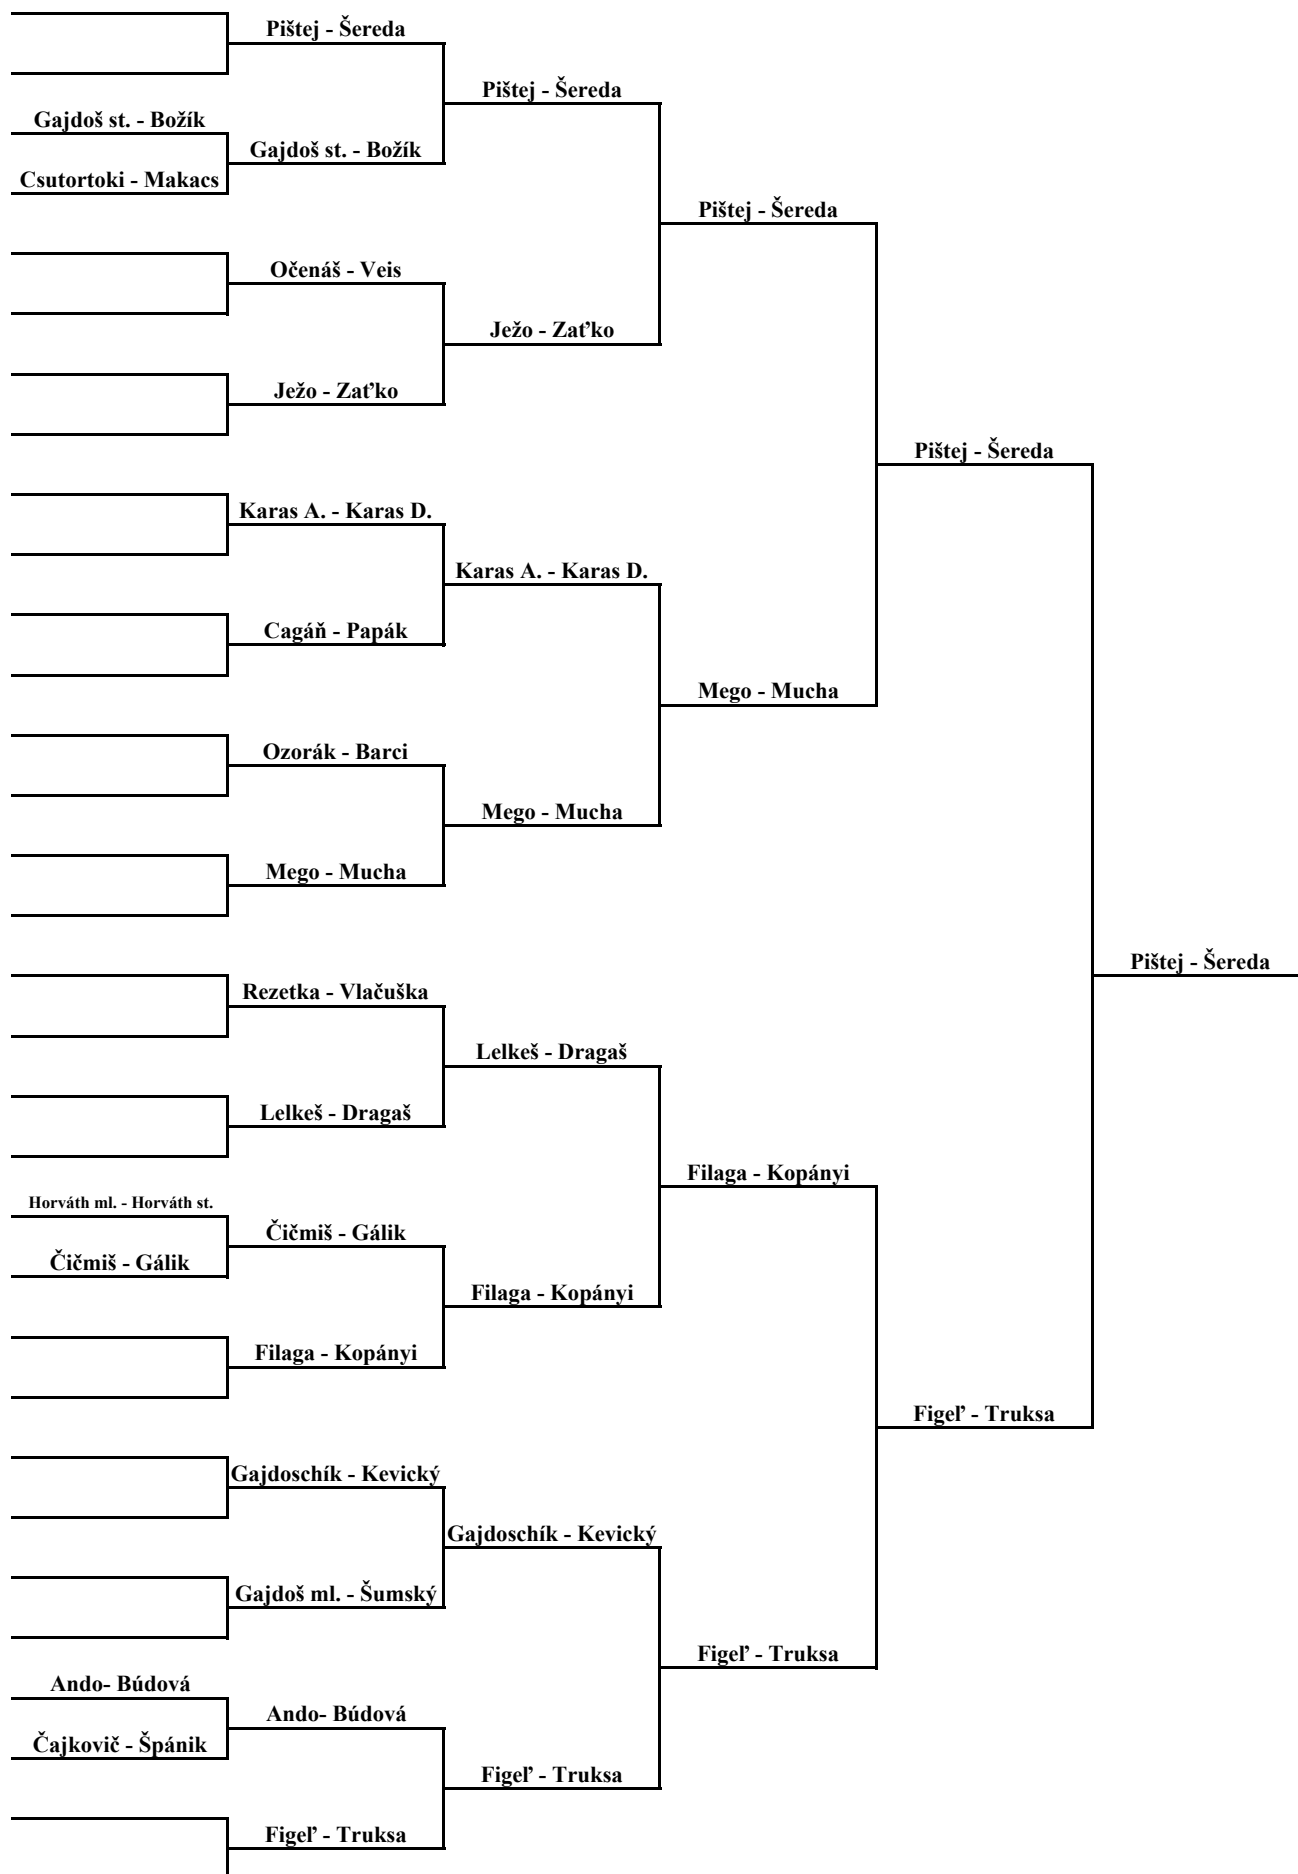 Pištej - Šereda
Pištej - Šereda
Gajdoš st. - Božík
Gajdoš st. - Božík
Csutortoki - Makacs
Pištej - Šereda
Očenáš - Veis
Ježo - Zaťko
Ježo - Zaťko
Pištej - Šereda
Karas A. - Karas D.
Karas A. - Karas D.
Cagáň - Papák
Mego - Mucha
Ozorák - Barci
Mego - Mucha
Mego - Mucha
Pištej - Šereda
Rezetka - Vlačuška
Lelkeš - Dragaš
Lelkeš - Dragaš
Filaga - Kopányi
Horváth ml. - Horváth st.
Čičmiš - Gálik
Čičmiš - Gálik
Filaga - Kopányi
Filaga - Kopányi
Figeľ - Truksa
Gajdoschík - Kevický
Gajdoschík - Kevický
Gajdoš ml. - Šumský
Figeľ - Truksa
Ando- Búdová
Ando- Búdová
Čajkovič - Špánik
Figeľ - Truksa
Figeľ - Truksa